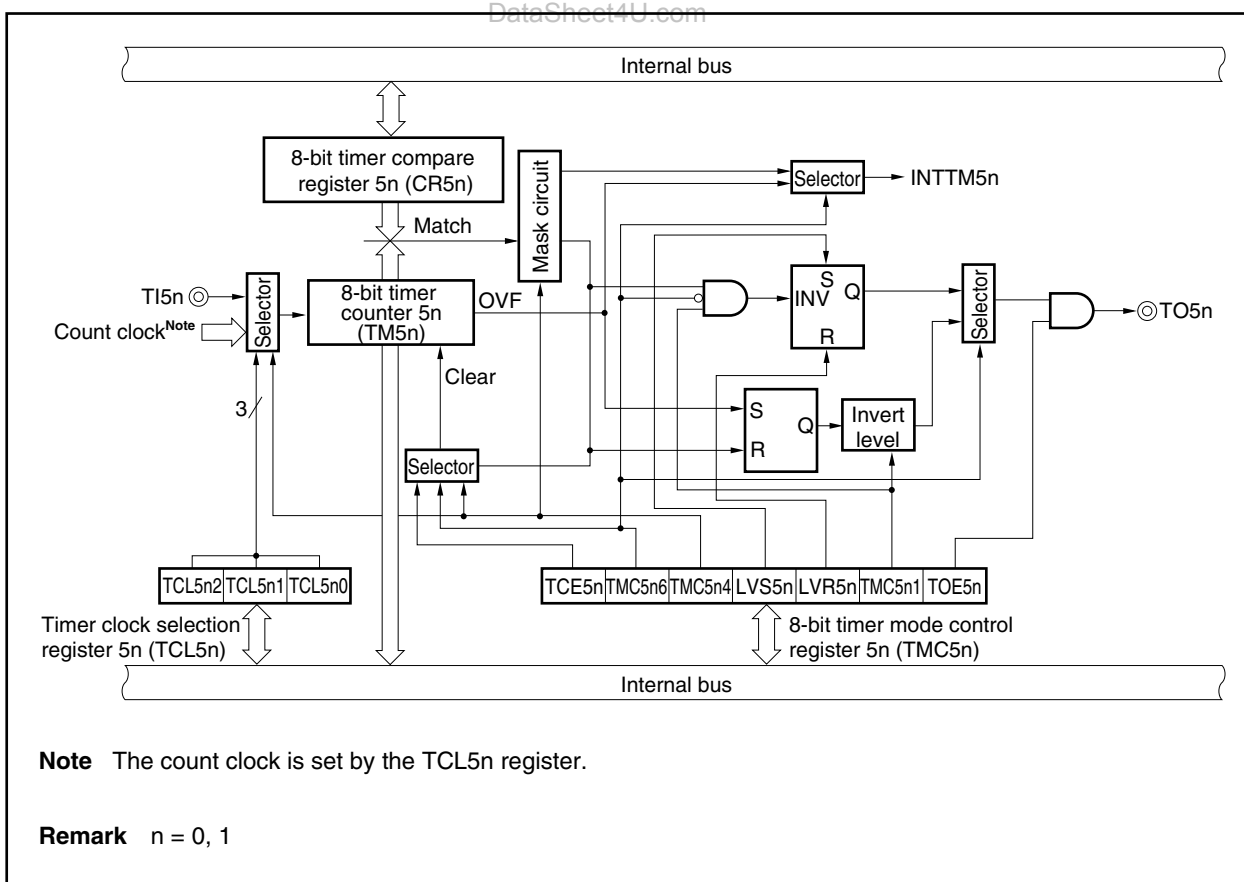 DataSheet4U.com
Internal bus
8-bit timer compare
register 5n (CR5n)
Match
Mask circuit
Selector
INTTM5n
TI5n
Count clockNote
Selector
8-bit timer
counter 5n
(TM5n)
OVF
Clear
S
INV
Q
R
Selector
TO5n
3
S
R
Q
Invert
level
Selector
TCL5n2 TCL5n1 TCL5n0
TCE5n TMC5n6 TMC5n4 LVS5n LVR5n TMC5n1 TOE5n
Timer clock selection
register 5n (TCL5n)
8-bit timer mode control
register 5n (TMC5n)
Internal bus
Note The count clock is set by the TCL5n register.
Remark n = 0, 1